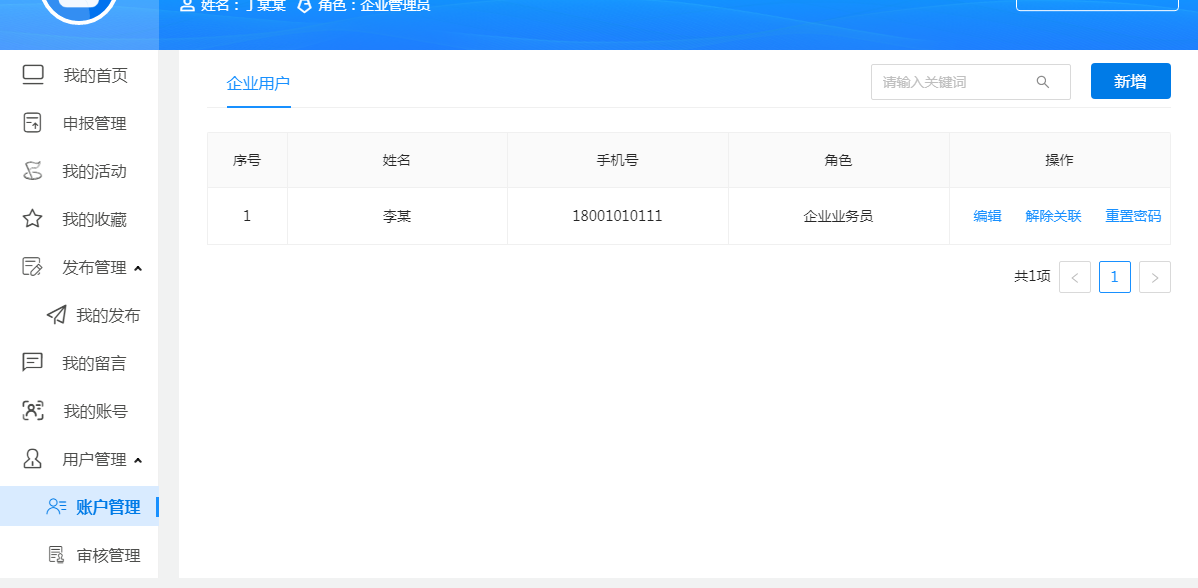 姓名：丁某某 角色：企业管理员
我的首页
申报管理
我的活动
我的收藏
发布管理
我的发布
我的留言
我的账号
用户管理
账户管理
审核管理
企业用户
请输入关键词
新增
序号 姓名 手机号 角色 操作
1 李某 18001010111 企业业务员 编辑 解除关联 重置密码
共1项 < 1 >